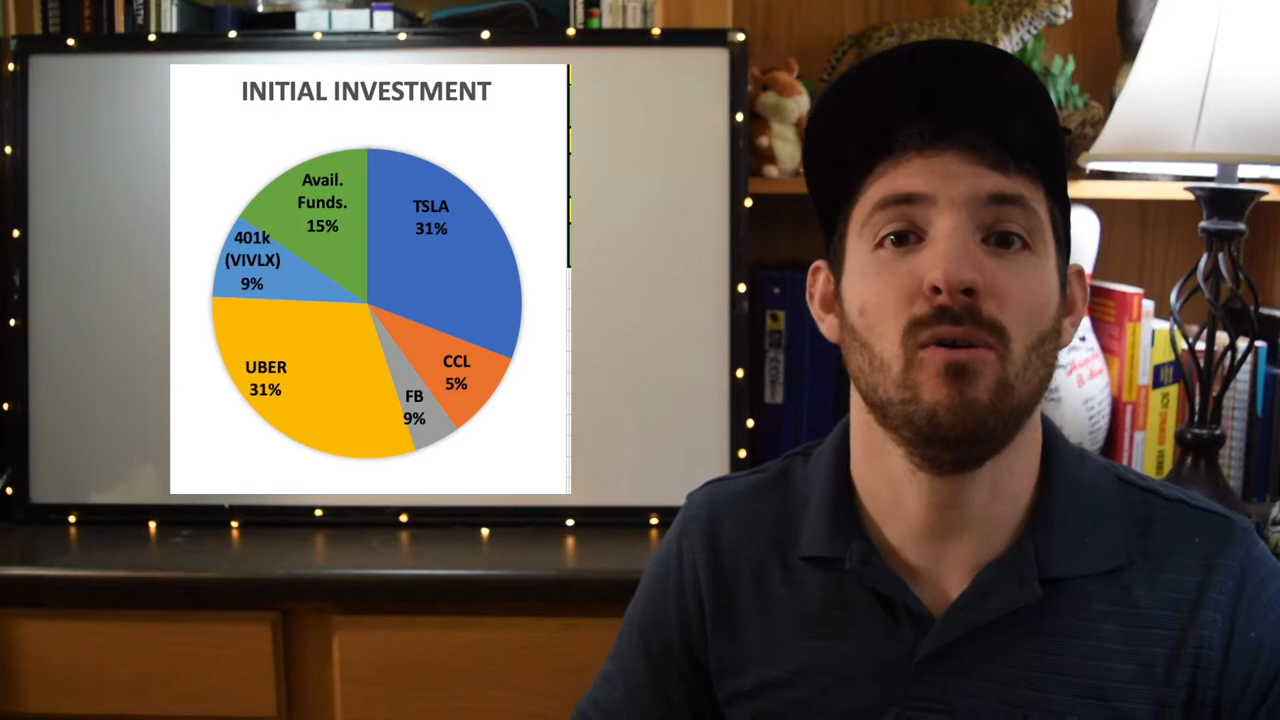 INITIAL INVESTMENT
Avail.
Funds.
15%
TSLA
31%
401k
(VIVLX)
9%
UBER
31%
CCL
5%
FB
9%